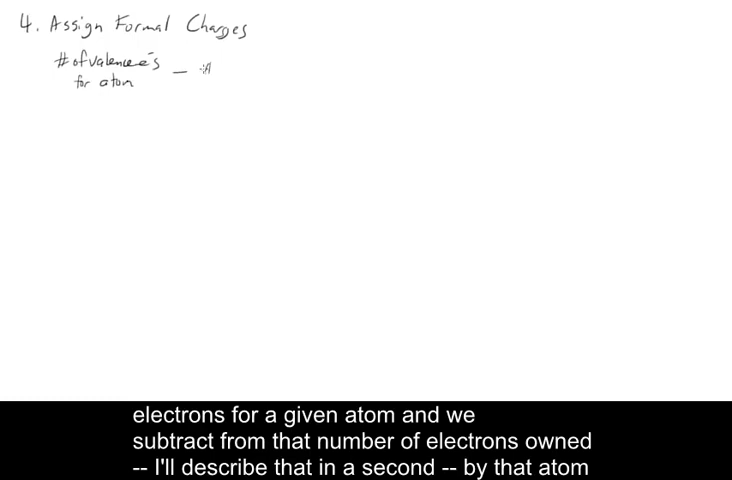 4. Assign Formal Charges
# of valence e⁻s
for atom
—
electrons for a given atom and we
subtract from that number of electrons owned
-- I'll describe that in a second -- by that atom